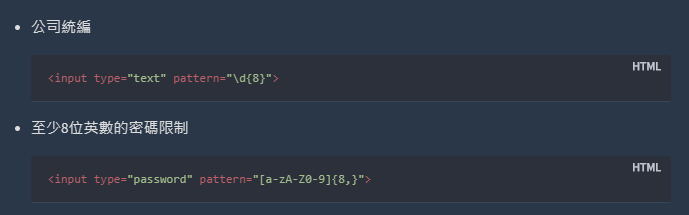 公司統編
HTML
<input type="text" pattern="\d{8}">
至少8位英數的密碼限制
HTML
<input type="password" pattern="[a-zA-Z0-9]{8,}">